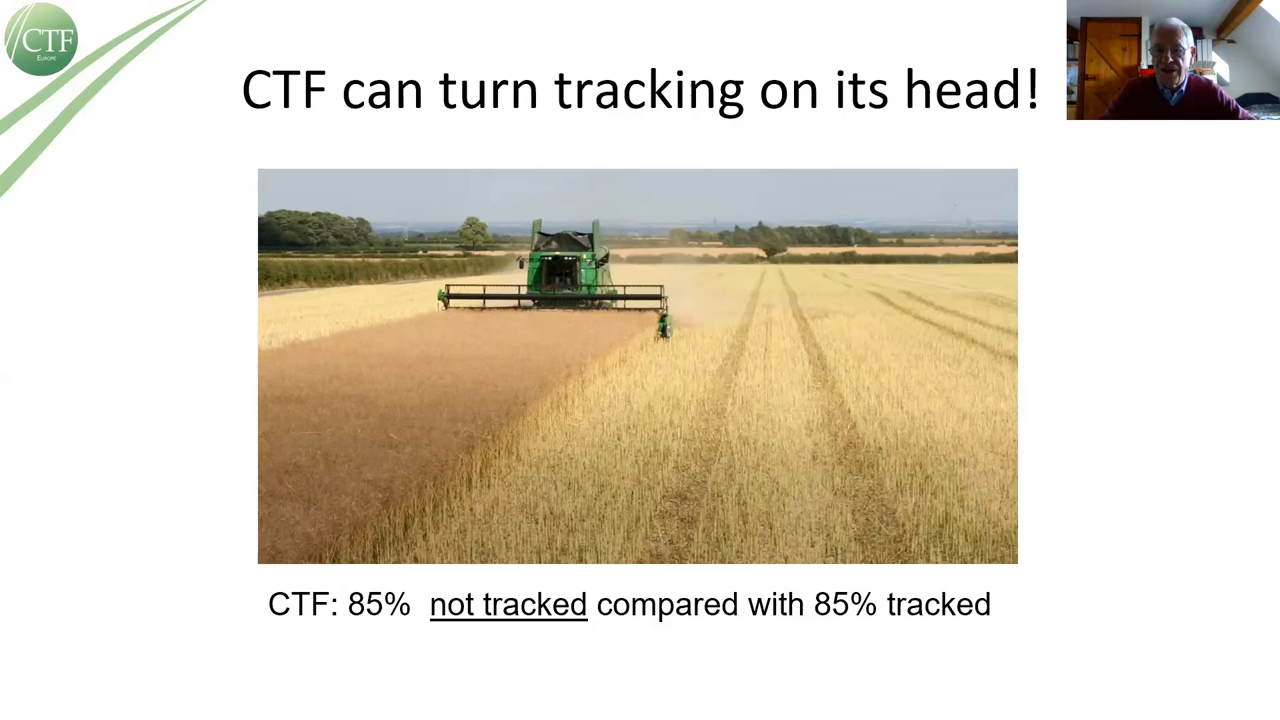 CTF
EUROPE
CTF can turn tracking on its head!
CTF: 85% not tracked compared with 85% tracked